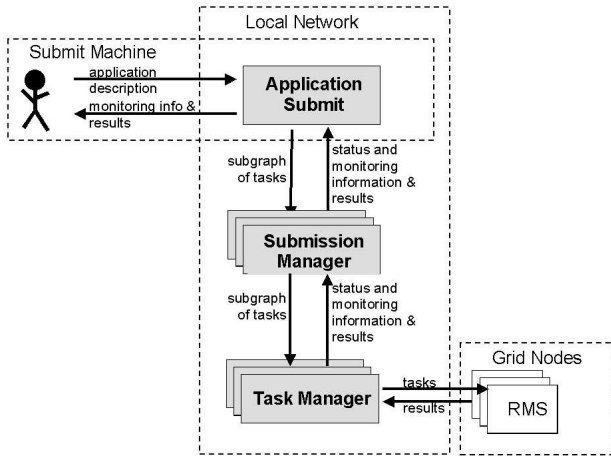 Local Network
Submit Machine
application
description
monitoring info &
results
Application
Submit
subgraph
of tasks
status and
monitoring
information &
results
Submission
Manager
subgraph
of tasks
status and
monitoring
information &
results
Task Manager
tasks
results
Grid Nodes
RMS